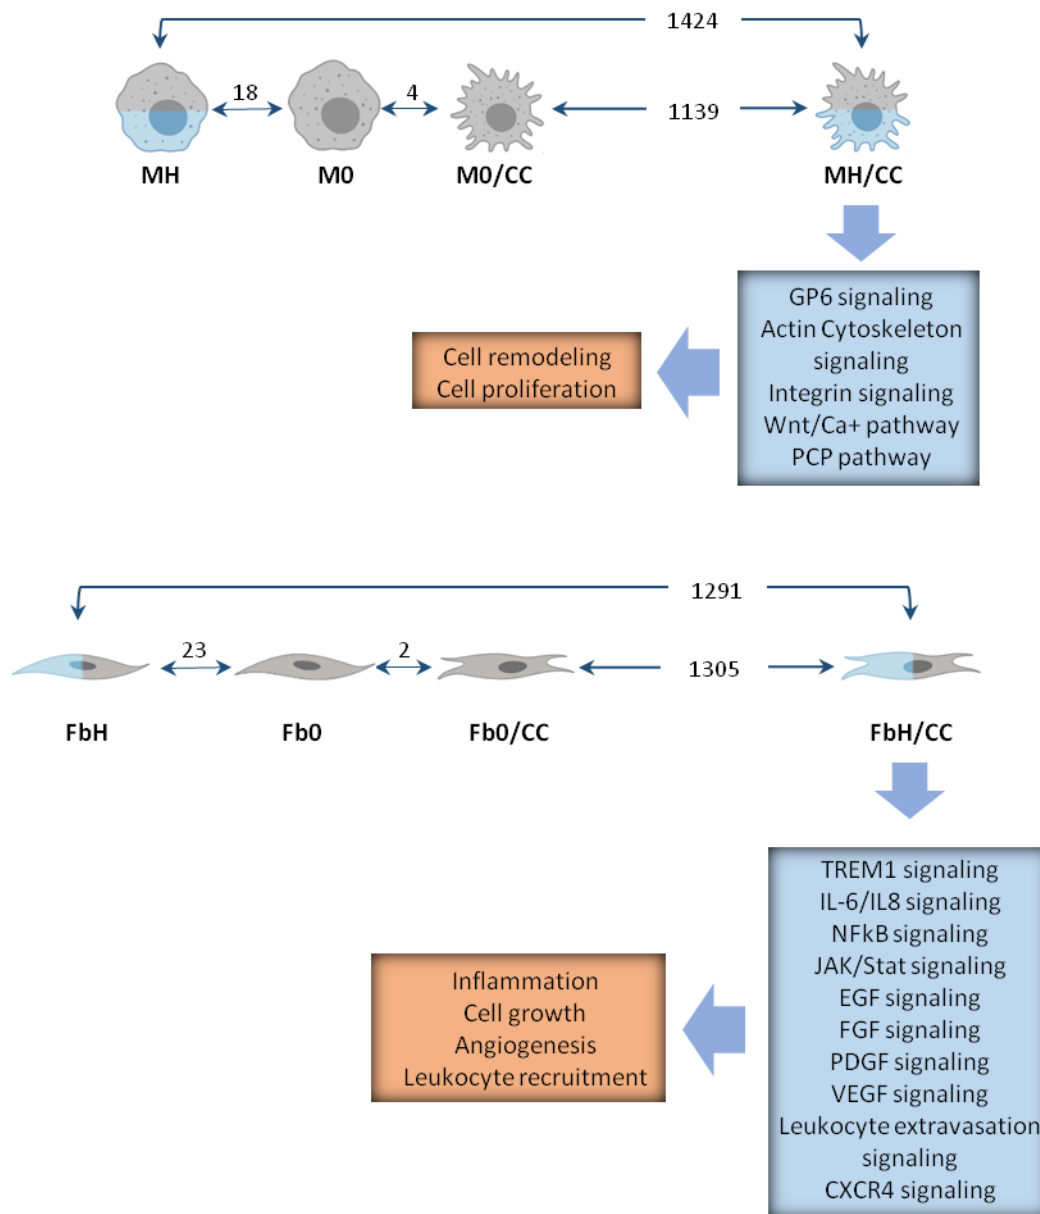 1424
18
4
1139
MH
M0
M0/CC
MH/CC
GP6 signaling
Actin Cytoskeleton
signaling
Integrin signaling
Wnt/Ca+ pathway
PCP pathway
Cell remodeling
Cell proliferation
1291
23
2
1305
FbH
Fb0
Fb0/CC
FbH/CC
TREM1 signaling
IL-6/IL8 signaling
NFkB signaling
JAK/Stat signaling
EGF signaling
FGF signaling
PDGF signaling
VEGF signaling
Leukocyte extravasation
signaling
CXCR4 signaling
Inflammation
Cell growth
Angiogenesis
Leukocyte recruitment